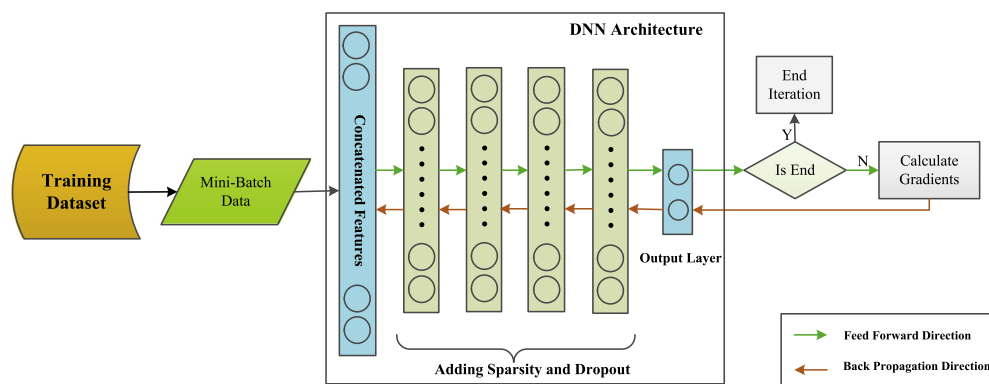 DNN Architecture
End
Iteration
Y
Training
Dataset
Mini-Batch
Data
Concatenated Features
Is End
N
Calculate
Gradients
Output Layer
Adding Sparsity and Dropout
Feed Forward Direction
Back Propagation Direction